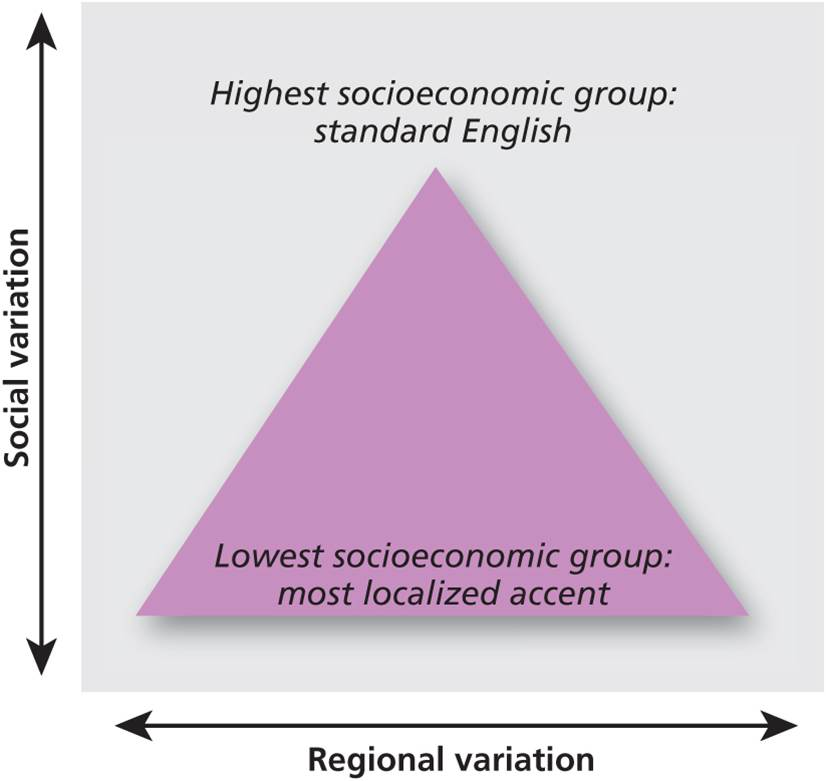 Highest socioeconomic group:
standard English
Social variation
Lowest socioeconomic group:
most localized accent
Regional variation